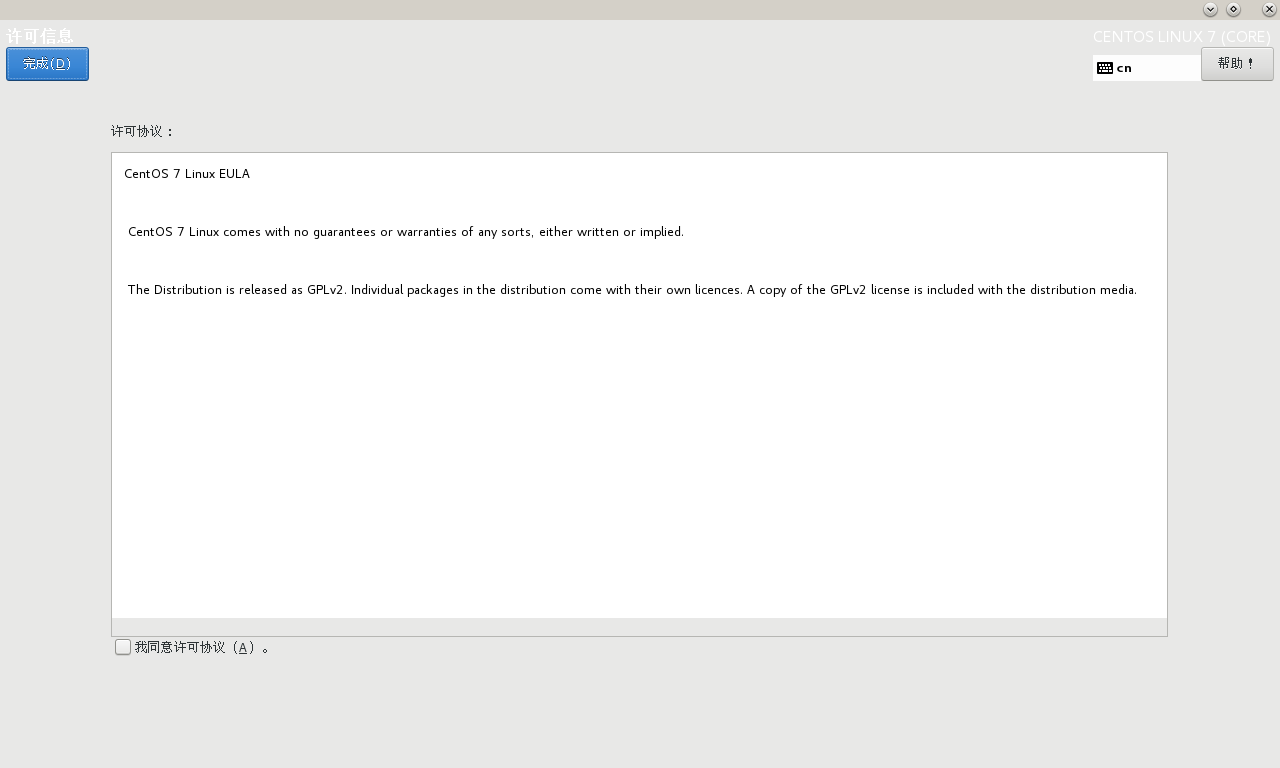 许可信息
CENTOS LINUX 7 (CORE)
完成(D)
cn
帮助！
许可协议：
CentOS 7 Linux EULA
CentOS 7 Linux comes with no guarantees or warranties of any sorts, either written or implied.
The Distribution is released as GPLv2. Individual packages in the distribution come with their own licences. A copy of the GPLv2 license is included with the distribution media.
我同意许可协议（A）。